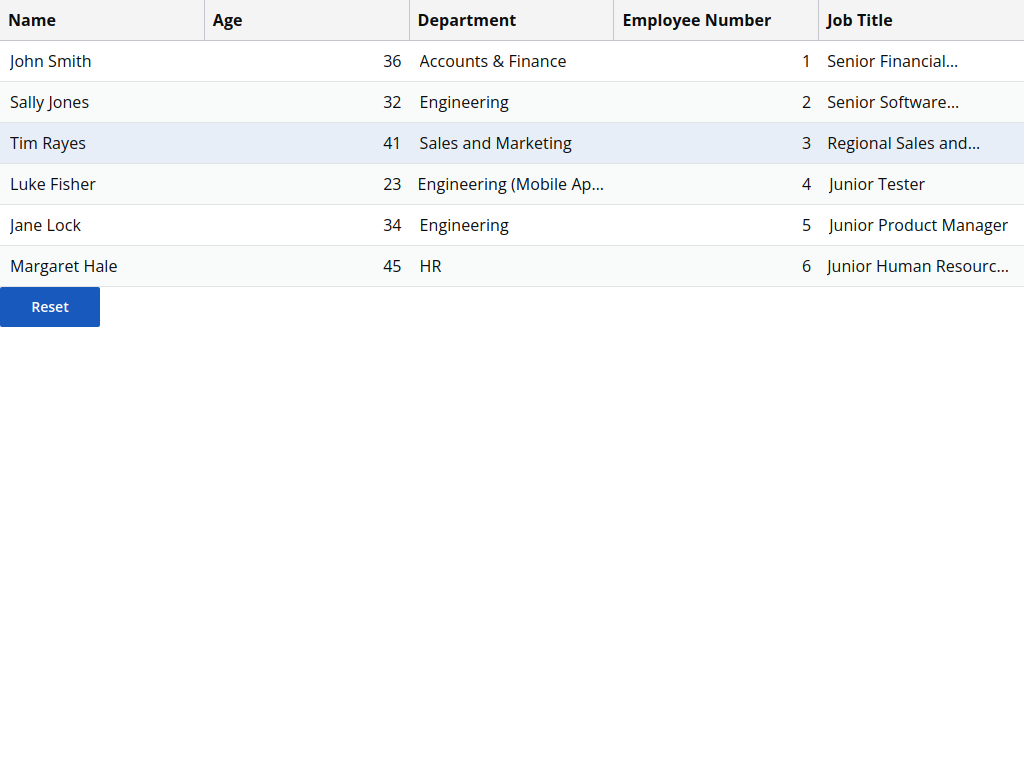 Name Age Department Employee Number Job Title
John Smith 36 Accounts & Finance 1 Senior Financial...
Sally Jones 32 Engineering 2 Senior Software...
Tim Rayes 41 Sales and Marketing 3 Regional Sales and...
Luke Fisher 23 Engineering (Mobile Ap... 4 Junior Tester
Jane Lock 34 Engineering 5 Junior Product Manager
Margaret Hale 45 HR 6 Junior Human Resourc...
Reset